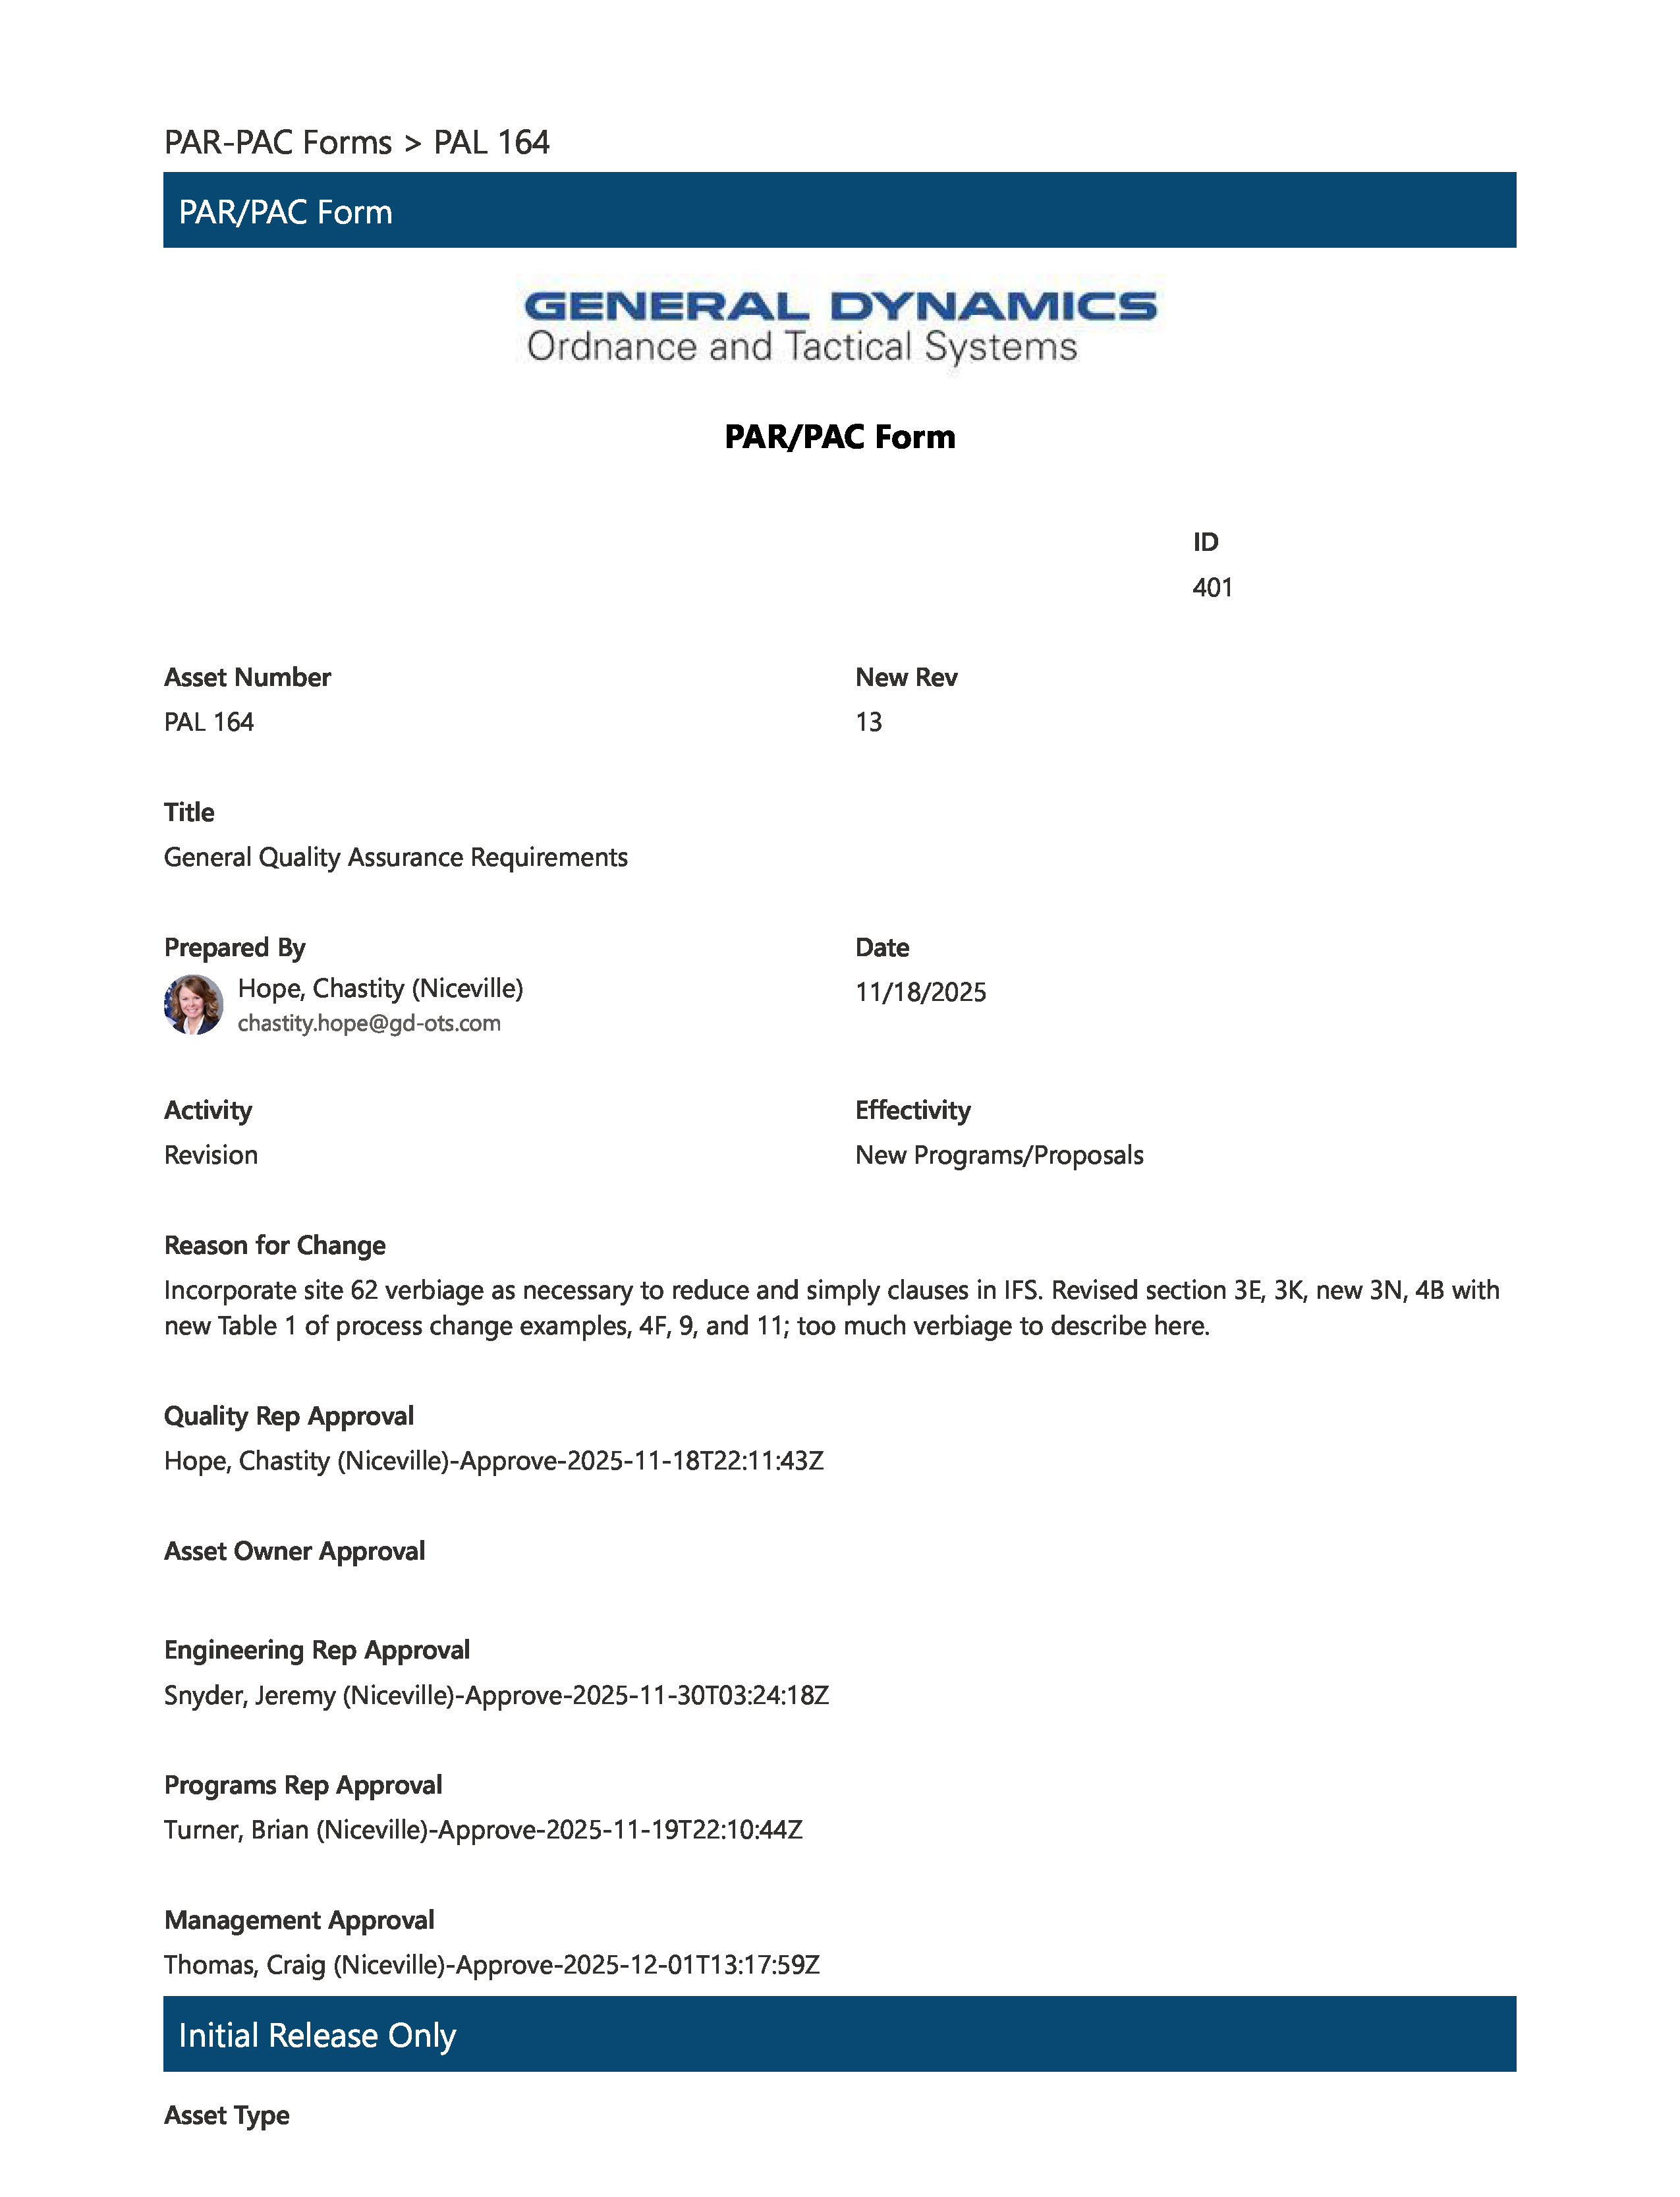 PAR-PAC Forms > PAL 164
PAR/PAC Form
GENERAL DYNAMICS
Ordnance and Tactical Systems
PAR/PAC Form
ID
401
Asset Number
New Rev
PAL 164
13
Title
General Quality Assurance Requirements
Prepared By
Date
Hope, Chastity (Niceville)
chastity.hope@gd-ots.com
11/18/2025
Activity
Effectivity
Revision
New Programs/Proposals
Reason for Change
Incorporate site 62 verbiage as necessary to reduce and simply clauses in IFS. Revised section 3E, 3K, new 3N, 4B with
new Table 1 of process change examples, 4F, 9, and 11; too much verbiage to describe here.
Quality Rep Approval
Hope, Chastity (Niceville)-Approve-2025-11-18T22:11:43Z
Asset Owner Approval
Engineering Rep Approval
Snyder, Jeremy (Niceville)-Approve-2025-11-30T03:24:18Z
Programs Rep Approval
Turner, Brian (Niceville)-Approve-2025-11-19T22:10:44Z
Management Approval
Thomas, Craig (Niceville)-Approve-2025-12-01T13:17:59Z
Initial Release Only
Asset Type